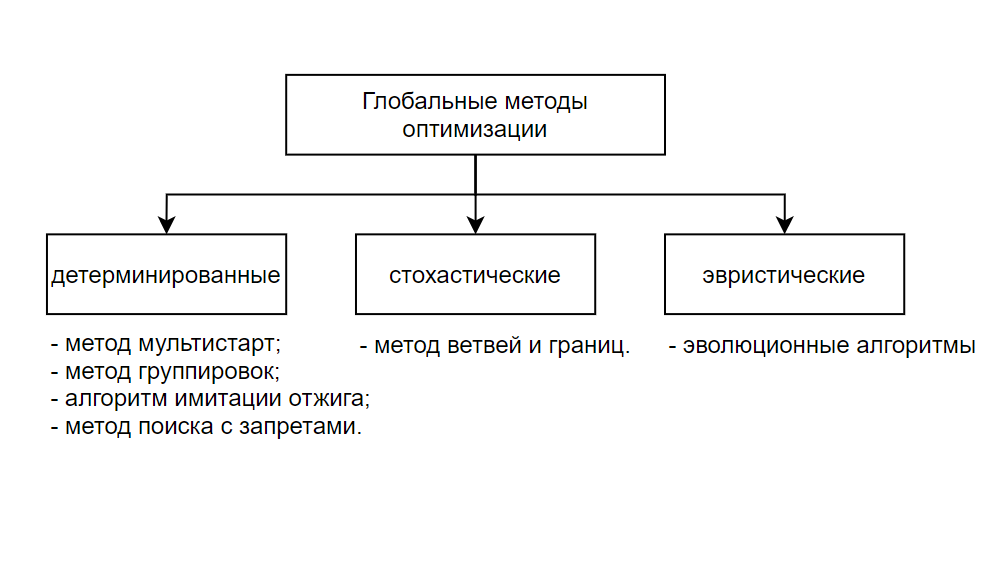 Глобальные методы
оптимизации
детерминированные
стохастические
эвристические
- метод мультистарт;
- метод группировок;
- алгоритм имитации отжига;
- метод поиска с запретами.
- метод ветвей и границ.
- эволюционные алгоритмы